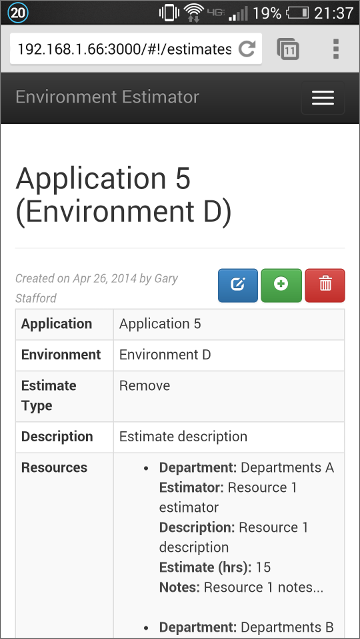 20 4G 19% 21:37
192.168.1.66:3000/#!/estimates 11
Environment Estimator
Application 5
(Environment D)
Created on Apr 26, 2014 by Gary
Stafford
Application Application 5
Environment Environment D
Estimate Remove
Type
Description Estimate description
Resources • Department: Departments A
Estimator: Resource 1
estimator
Description: Resource 1
description
Estimate (hrs): 15
Notes: Resource 1 notes...
• Department: Departments B